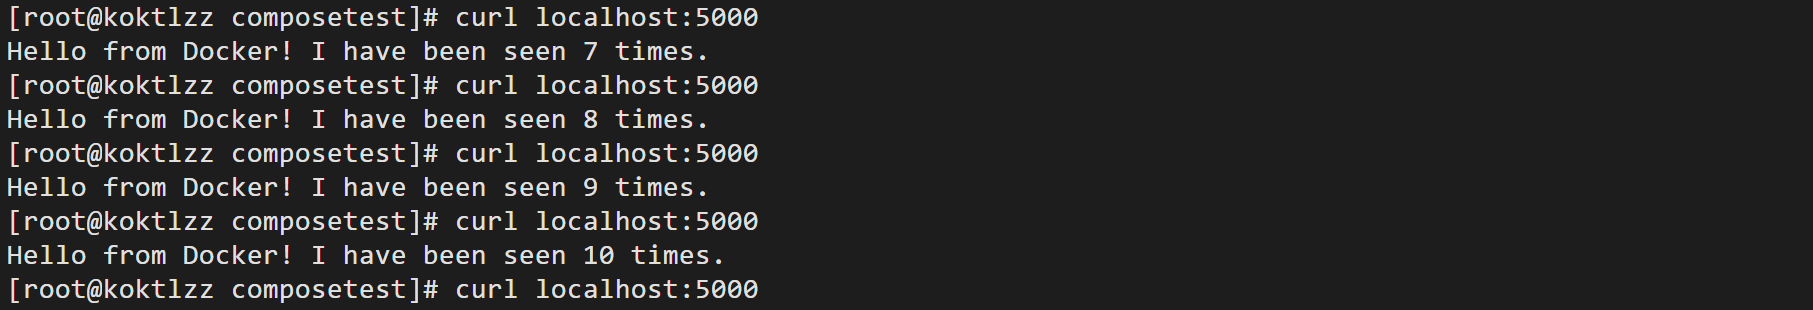 [root@koktlzz composetest]# curl localhost:5000
Hello from Docker! I have been seen 7 times.
[root@koktlzz composetest]# curl localhost:5000
Hello from Docker! I have been seen 8 times.
[root@koktlzz composetest]# curl localhost:5000
Hello from Docker! I have been seen 9 times.
[root@koktlzz composetest]# curl localhost:5000
Hello from Docker! I have been seen 10 times.
[root@koktlzz composetest]# curl localhost:5000